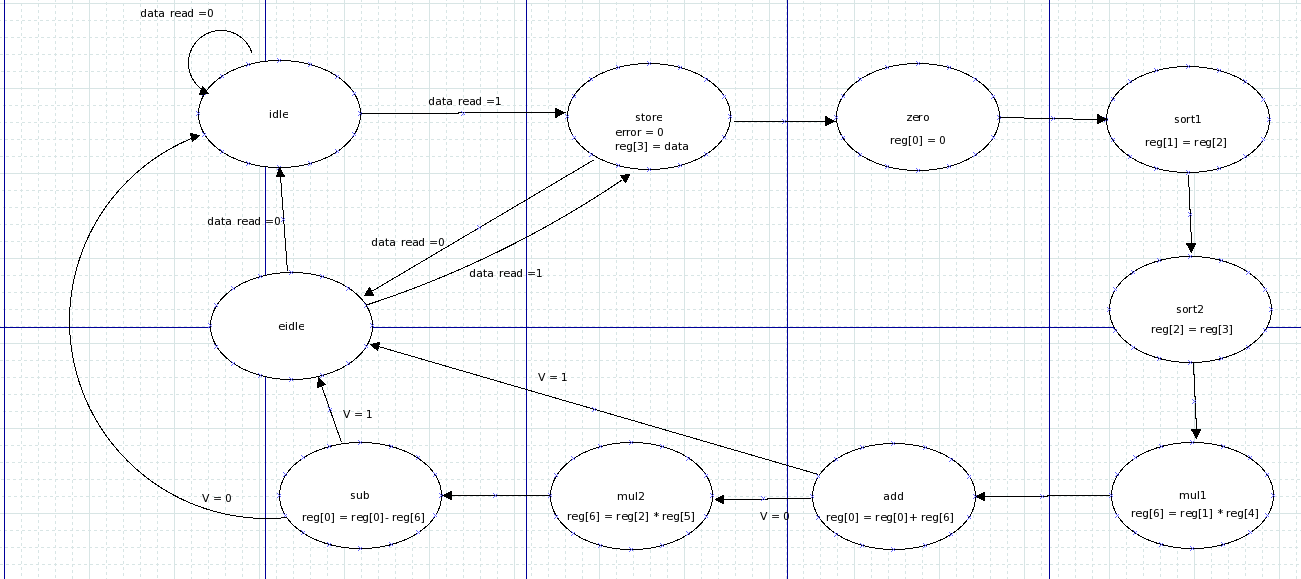 data read =0
idle
data read =1
store
error = 0
reg[3] = data
zero
reg[0] = 0
sort1
reg[1] = reg[2]
data read =0
data read =0
data read =1
eidle
sort2
reg[2] = reg[3]
V = 1
V = 1
V = 0
sub
reg[0] = reg[0]- reg[6]
mul2
reg[6] = reg[2] * reg[5]
V = 0
add
reg[0] = reg[0]+ reg[6]
mul1
reg[6] = reg[1] * reg[4]